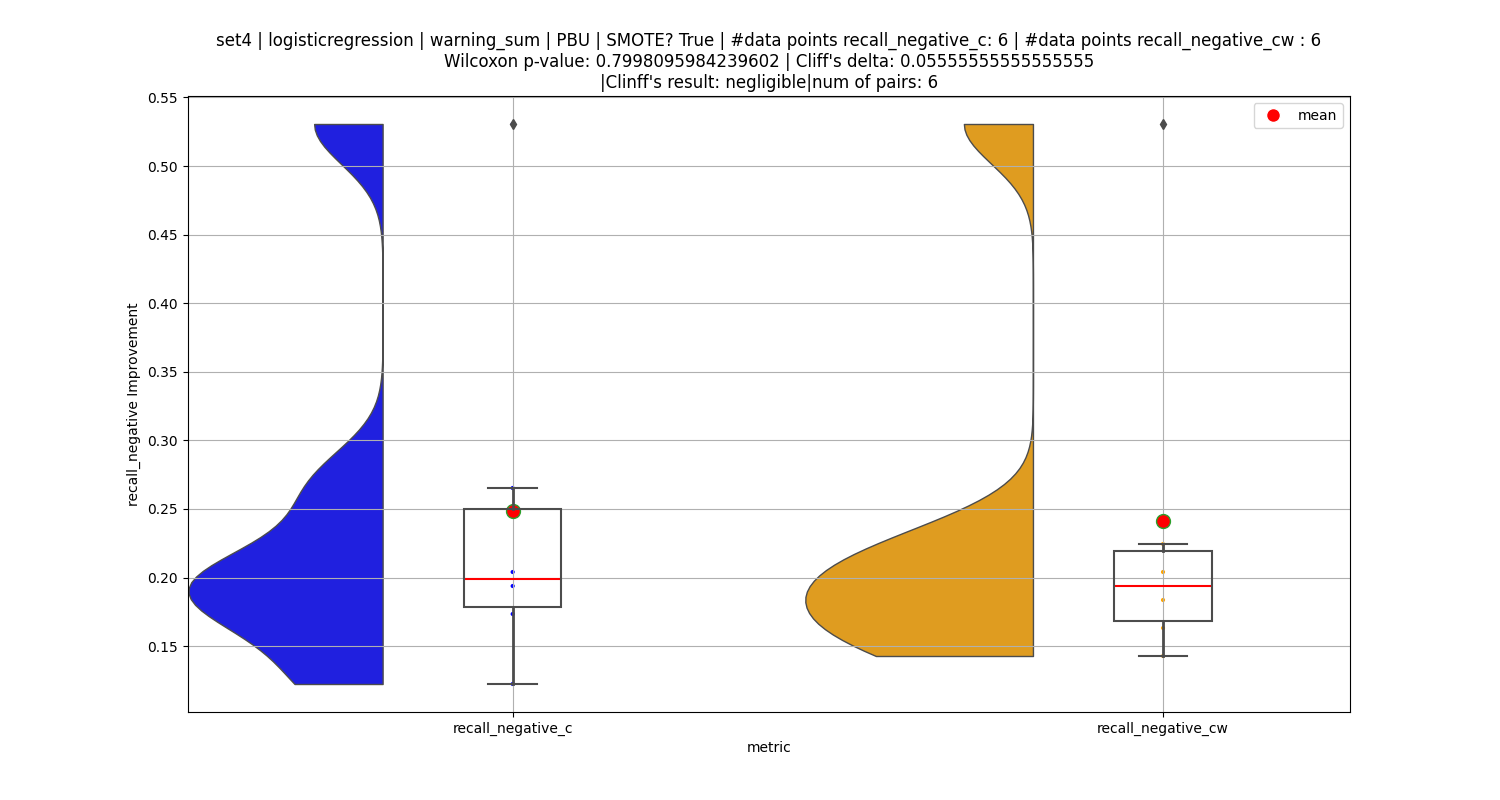 set4 | logisticregression | warning_sum | PBU | SMOTE? True | #data points recall_negative_c: 6 | #data points recall_negative_cw : 6
Wilcoxon p-value: 0.7998095984239602 | Cliff's delta: 0.05555555555555555
|Clinff's result: negligible|num of pairs: 6
mean
0.55
0.50
0.45
0.40
0.35
0.30
0.25
0.20
0.15
recall_negative Improvement
recall_negative_c
recall_negative_cw
metric